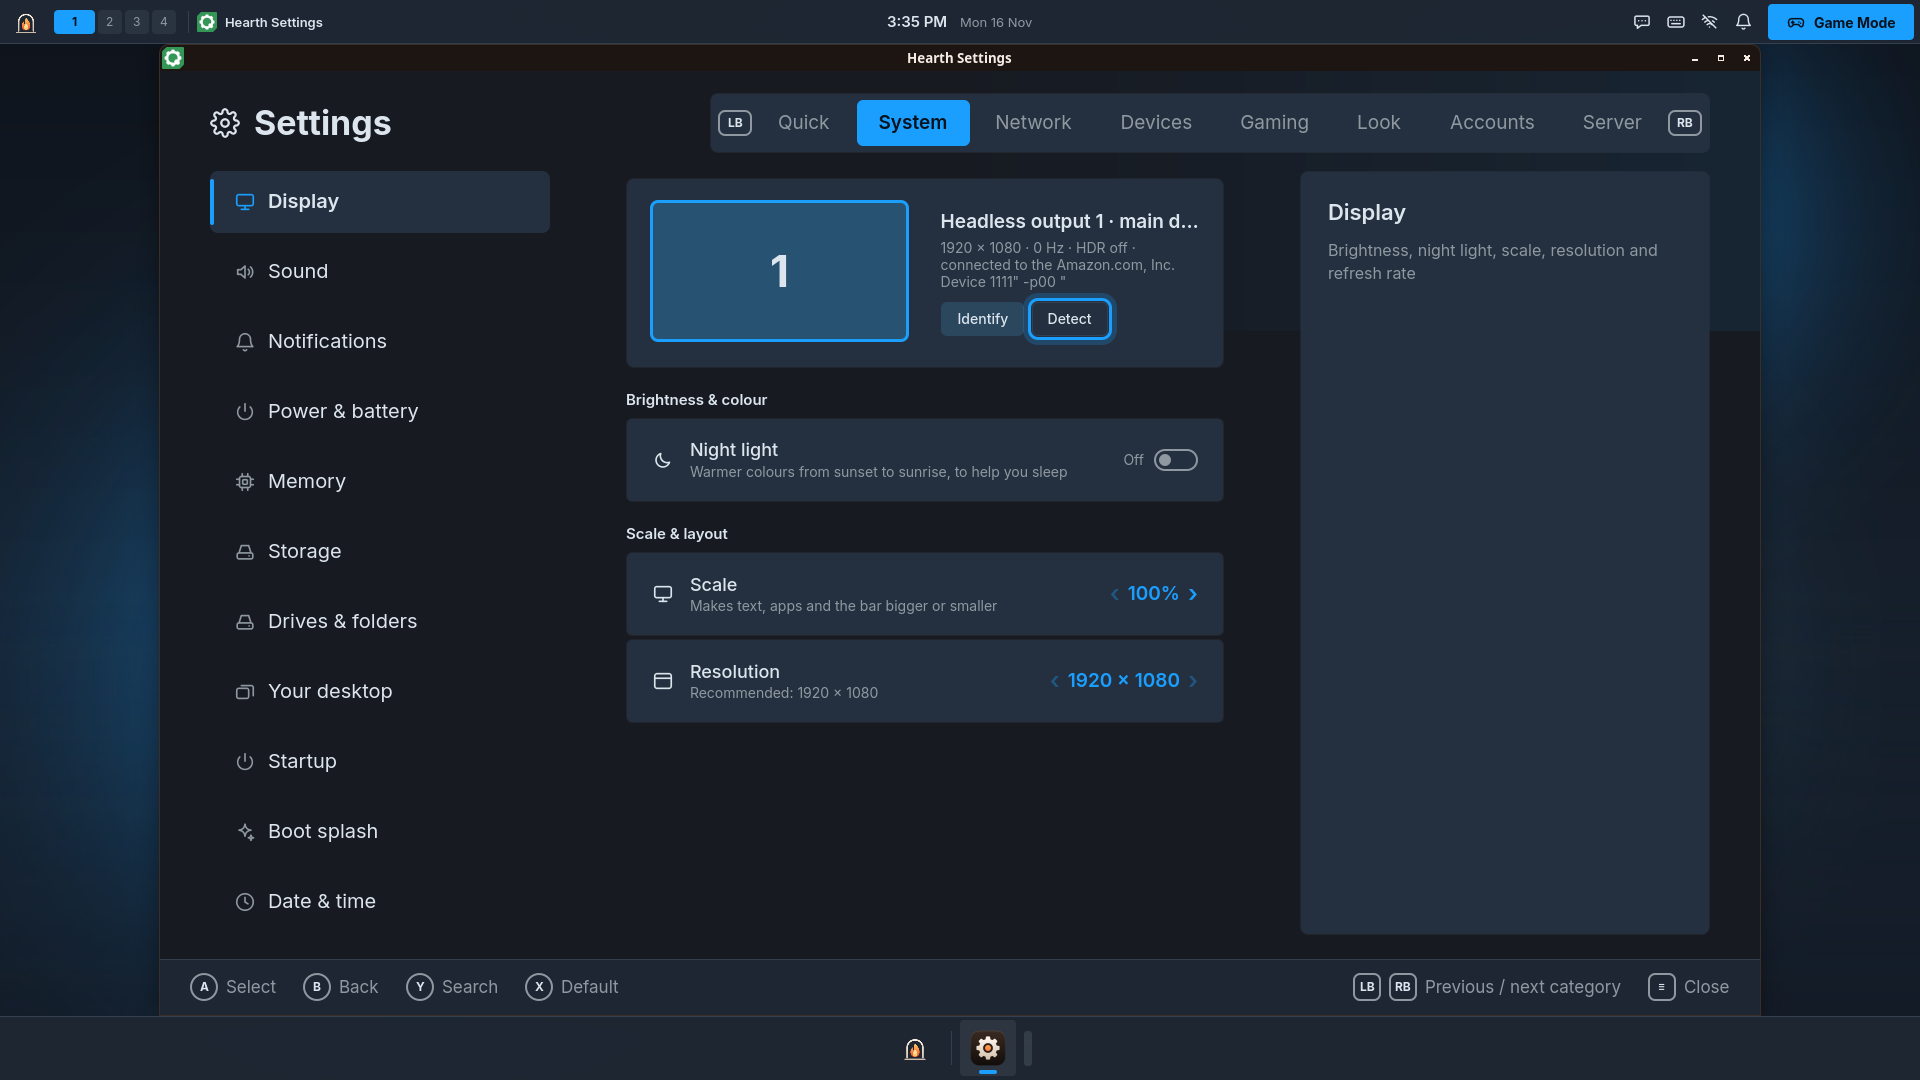 1
2
3
4
Hearth Settings
3:35 PM
Mon 16 Nov
Game Mode
Hearth Settings
Settings
LB
Quick
System
Network
Devices
Gaming
Look
Accounts
Server
RB
Display
Sound
Notifications
Power & battery
Memory
Storage
Drives & folders
Your desktop
Startup
Boot splash
Date & time
1
Headless output 1 · main d...
1920 × 1080 · 0 Hz · HDR off ·
connected to the Amazon.com, Inc.
Device 1111" -p00 "
Identify
Detect
Brightness & colour
Night light
Warmer colours from sunset to sunrise, to help you sleep
Off
Scale & layout
Scale
Makes text, apps and the bar bigger or smaller
‹ 100% ›
Resolution
Recommended: 1920 × 1080
‹ 1920 × 1080 ›
Display
Brightness, night light, scale, resolution and
refresh rate
A Select
B Back
Y Search
X Default
LB RB Previous / next category
≡ Close